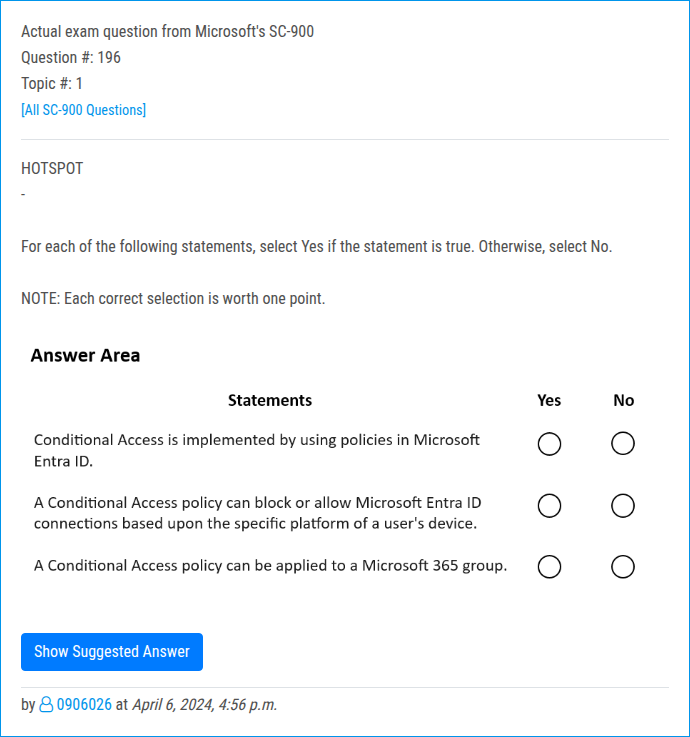 Actual exam question from Microsoft's SC-900
Question #: 196
Topic #: 1
[All SC-900 Questions]
HOTSPOT
-
For each of the following statements, select Yes if the statement is true. Otherwise, select No.
NOTE: Each correct selection is worth one point.
Answer Area
Statements Yes No
Conditional Access is implemented by using policies in Microsoft
Entra ID.
A Conditional Access policy can block or allow Microsoft Entra ID
connections based upon the specific platform of a user's device.
A Conditional Access policy can be applied to a Microsoft 365 group.
Show Suggested Answer
by 0906026 at April 6, 2024, 4:56 p.m.